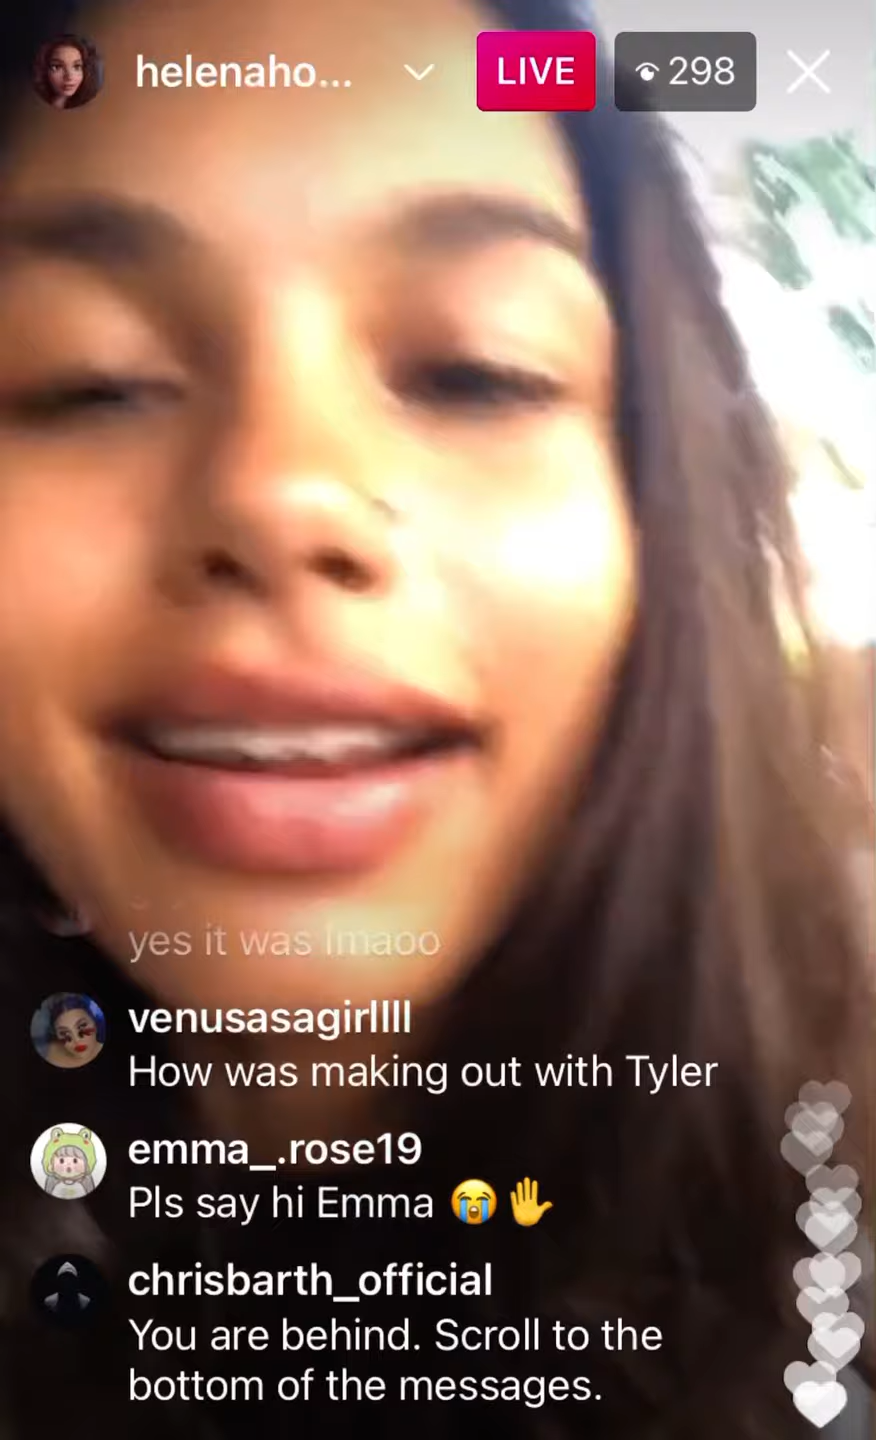 helenaho...
LIVE
298
yes it was lmaoo
venusasagirllll
How was making out with Tyler
emma_.rose19
Pls say hi Emma 😭✋
chrisbarth_official
You are behind. Scroll to the
bottom of the messages.